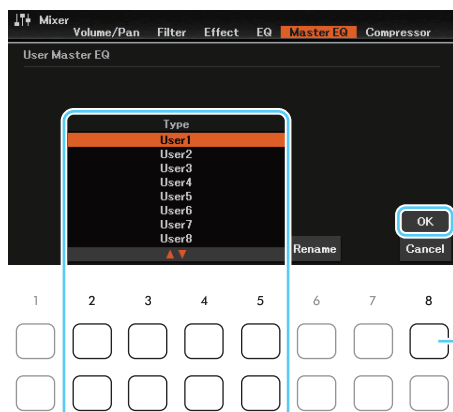 Mixer
Volume/Pan Filter Effect EQ Master EQ Compressor
User Master EQ
Type
User1
User2
User3
User4
User5
User6
User7
User8
OK
Rename Cancel
1 2 3 4 5 6 7 8